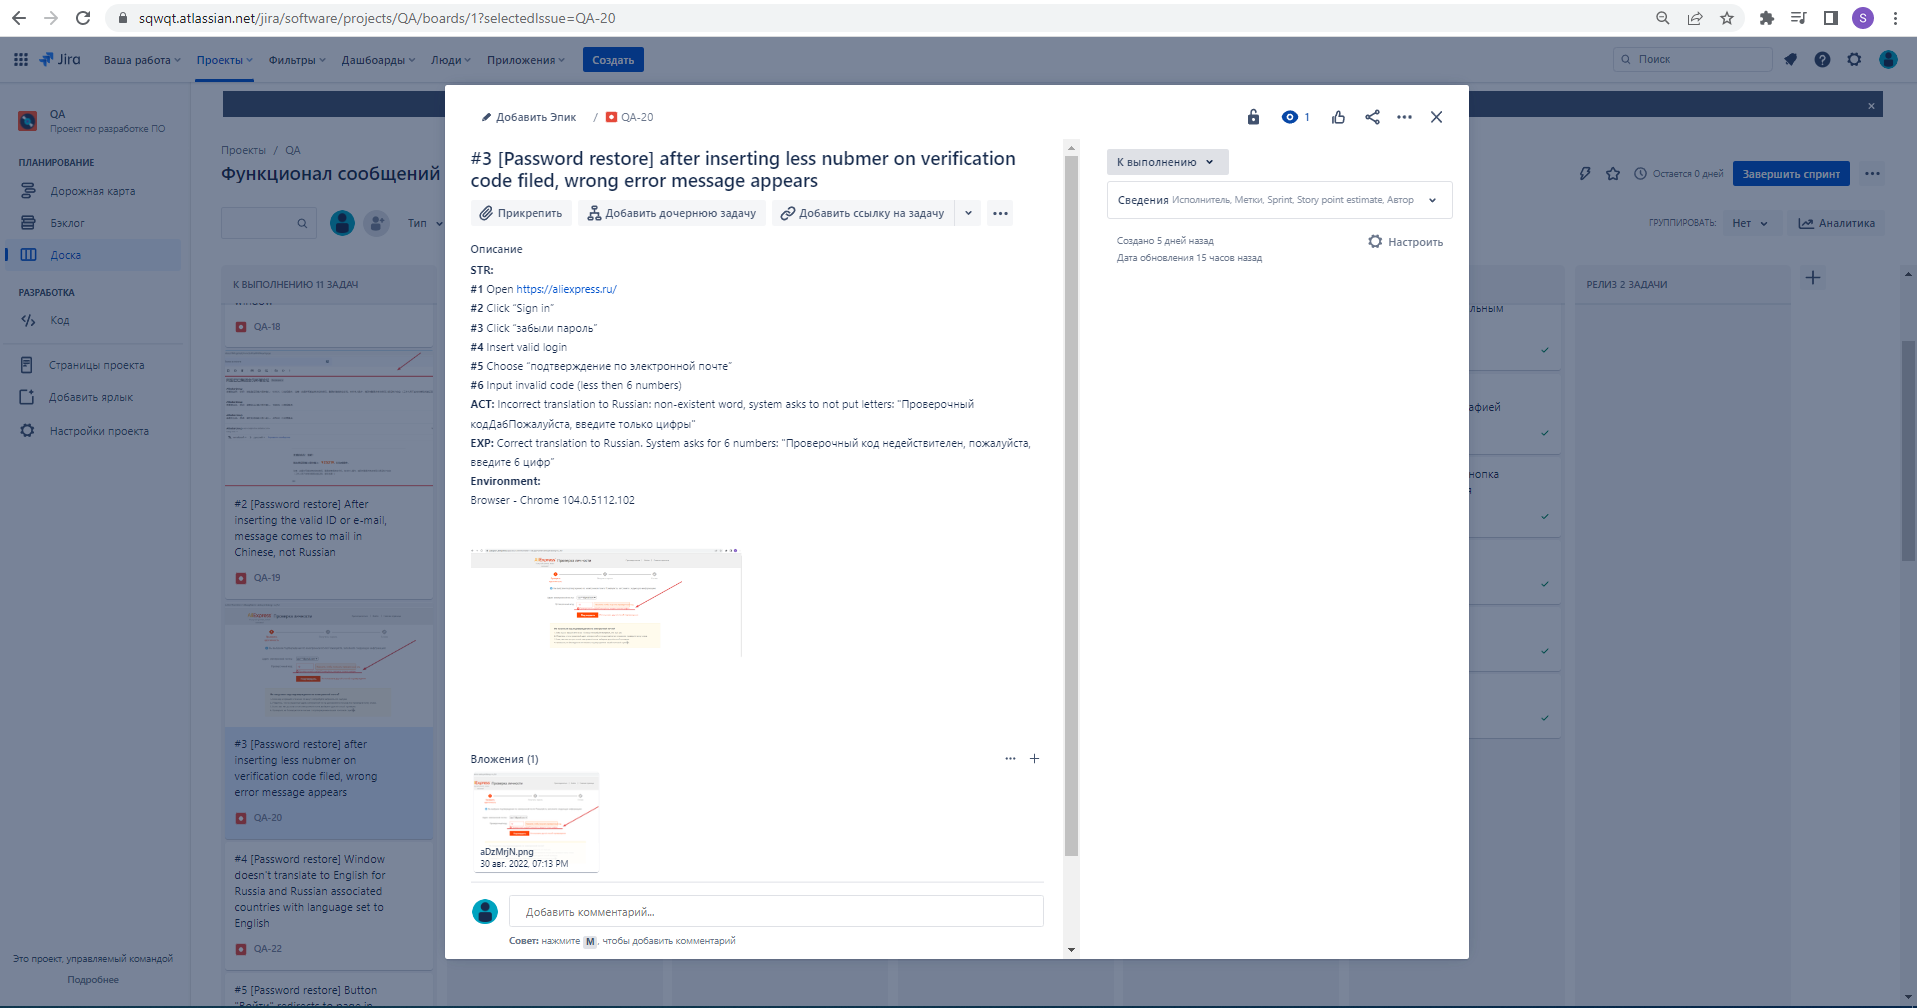 sqwqt.atlassian.net/jira/software/projects/QA/boards/1?selectedIssue=QA-20
S
Jira
Ваша работа
Проекты
Фильтры
Дашборды
Люди
Приложения
Создать
Поиск
QA
Проект по разработке ПО
ПЛАНИРОВАНИЕ
Дорожная карта
Бэклог
Доска
РАЗРАБОТКА
Код
Страницы проекта
Добавить ярлык
Настройки проекта
Это проект, управляемый командой
Подробнее
Проекты / QA
Функционал сообщений
Тип
Остается 0 дней
Завершить спринт
ГРУППИРОВАТЬ:
Нет
Аналитика
К ВЫПОЛНЕНИЮ 11 ЗАДАЧ
QA-18
#2 [Password restore] After
inserting the valid ID or e-mail,
message comes to mail in
Chinese, not Russian
QA-19
#3 [Password restore] after
inserting less nubmer on
verification code filed, wrong
error message appears
QA-20
#4 [Password restore] Window
doesn't translate to English for
Russia and Russian associated
countries with language set to
English
QA-22
#5 [Password restore] Button
"Войти" redirects to page in
Добавить Эпик / QA-20
1
#3 [Password restore] after inserting less nubmer on verification
code filed, wrong error message appears
Прикрепить
Добавить дочернюю задачу
Добавить ссылку на задачу
Описание
STR:
#1 Open https://aliexpress.ru/
#2 Click "Sign in"
#3 Click "забыли пароль"
#4 Insert valid login
#5 Choose "подтверждение по электронной почте"
#6 Input invalid code (less then 6 numbers)
ACT: Incorrect translation to Russian: non-existent word, system asks to not put letters: "Проверочный
кодДабПожалуйста, введите только цифры"
EXP: Correct translation to Russian. System asks for 6 numbers: "Проверочный код недействителен, пожалуйста,
введите 6 цифр"
Environment:
Browser - Chrome 104.0.5112.102
Вложения (1)
aDzMrjN.png
30 авг. 2022, 07:13 PM
Добавить комментарий...
Совет: нажмите M, чтобы добавить комментарий
К выполнению
Сведения Исполнитель, Метки, Sprint, Story point estimate, Автор
Создано 5 дней назад
Дата обновления 15 часов назад
Настроить
РЕЛИЗ 2 ЗАДАЧИ
льным
афией
нопка